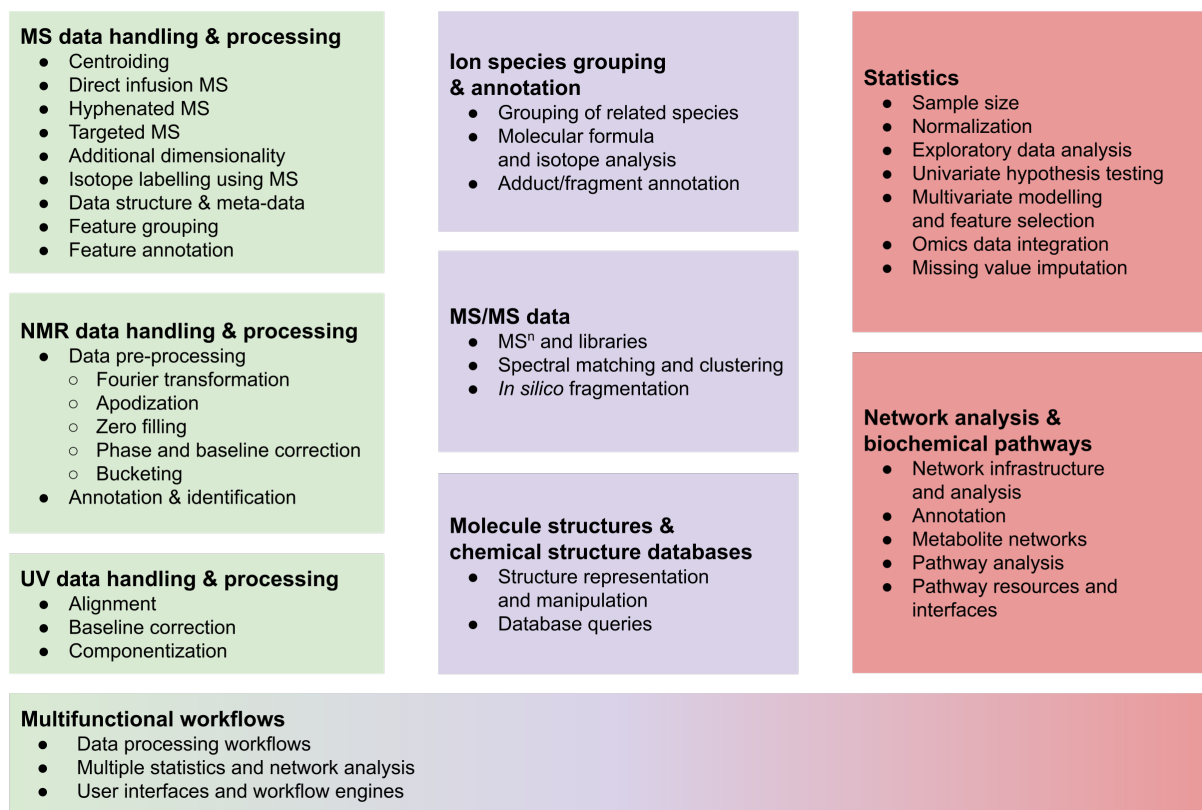 MS data handling & processing
● Centroiding
● Direct infusion MS
● Hyphenated MS
● Targeted MS
● Additional dimensionality
● Isotope labelling using MS
● Data structure & meta-data
● Feature grouping
● Feature annotation
NMR data handling & processing
● Data pre-processing
○ Fourier transformation
○ Apodization
○ Zero filling
○ Phase and baseline correction
○ Bucketing
● Annotation & identification
UV data handling & processing
● Alignment
● Baseline correction
● Componentization
Ion species grouping
& annotation
● Grouping of related species
● Molecular formula
and isotope analysis
● Adduct/fragment annotation
MS/MS data
● MSⁿ and libraries
● Spectral matching and clustering
● In silico fragmentation
Molecule structures &
chemical structure databases
● Structure representation
and manipulation
● Database queries
Statistics
● Sample size
● Normalization
● Exploratory data analysis
● Univariate hypothesis testing
● Multivariate modelling
and feature selection
● Omics data integration
● Missing value imputation
Network analysis &
biochemical pathways
● Network infrastructure
and analysis
● Annotation
● Metabolite networks
● Pathway analysis
● Pathway resources and
interfaces
Multifunctional workflows
● Data processing workflows
● Multiple statistics and network analysis
● User interfaces and workflow engines